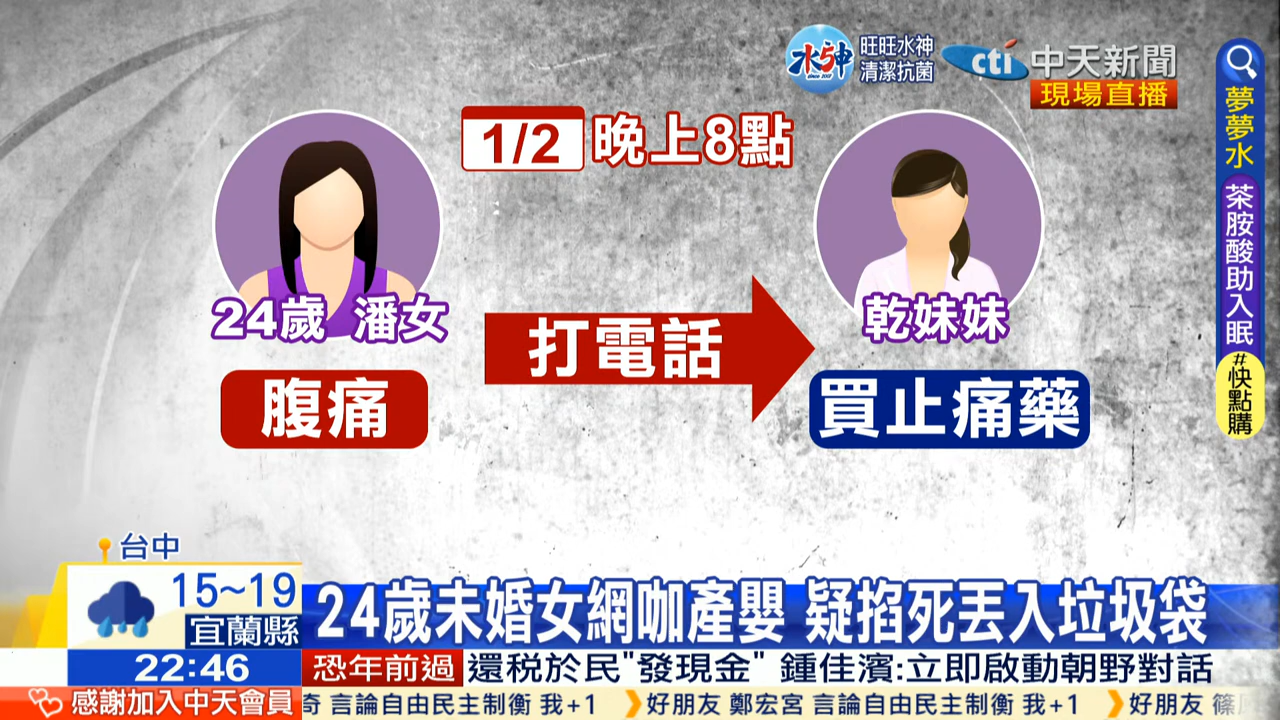 水神
since 2007
旺旺水神
清潔抗菌
cti 中天新聞
現場直播
夢夢水
茶胺酸助入眠
#快點購
1/2 晚上8點
24歲 潘女
腹痛
打電話
乾妹妹
買止痛藥
台中
15~19
宜蘭縣
22:46
24歲未婚女網咖產嬰 疑掐死丟入垃圾袋
恐年前過 還稅於民"發現金" 鍾佳濱:立即啟動朝野對話
感謝加入中天會員
奇 言論自由民主制衡 我+1 》好朋友 鄭宏宮 言論自由民主制衡 我+1 》好朋友